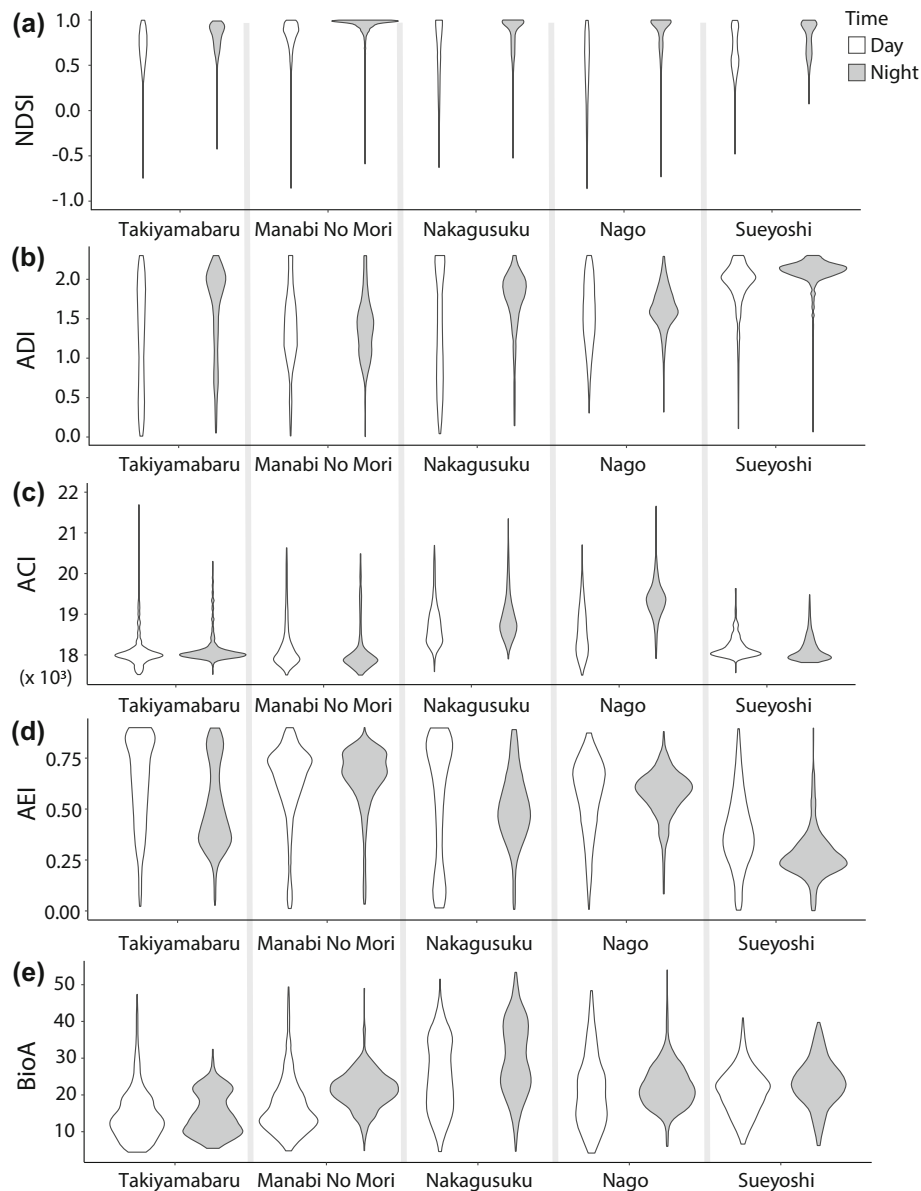 (a)
Time
Day
Night
NDSI
1.0
0.5
0.0
-0.5
-1.0
Takiyamabaru Manabi No Mori Nakagusuku Nago Sueyoshi
(b)
ADI
2.0
1.5
1.0
0.5
0.0
Takiyamabaru Manabi No Mori Nakagusuku Nago Sueyoshi
(c)
ACI
22
21
20
19
18
(x 10³)
Takiyamabaru Manabi No Mori Nakagusuku Nago Sueyoshi
(d)
AEI
0.75
0.50
0.25
0.00
Takiyamabaru Manabi No Mori Nakagusuku Nago Sueyoshi
(e)
BioA
50
40
30
20
10
Takiyamabaru Manabi No Mori Nakagusuku Nago Sueyoshi